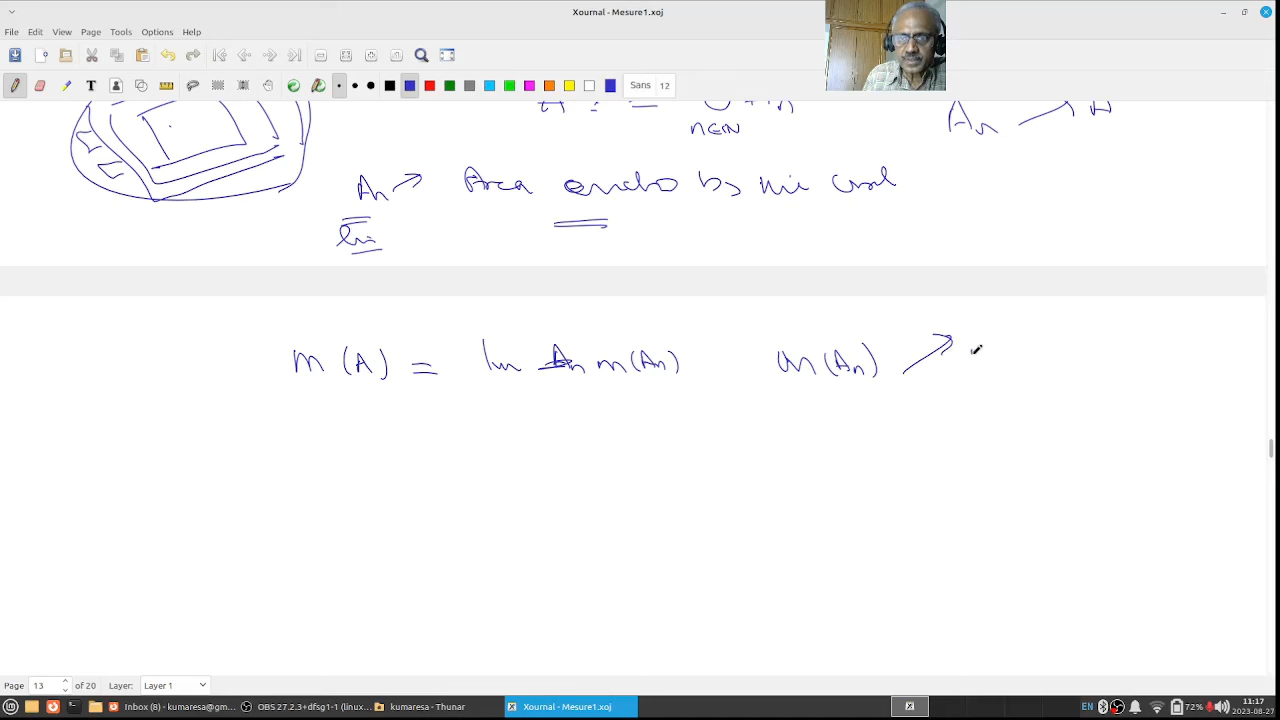 Xournal - Mesure1.xoj
File Edit View Page Tools Options Help
Sans 12
n∈ℕ
An ↗ A
An → Area by the
lim
m (A) = lim m(An) m(An) ↗
Page 13 of 20 Layer: Layer 1
Inbox (8) - kumaresa@gm... OBS 27.2.3+dfsg1-1 (linux... kumaresa - Thunar Xournal - Mesure1.xoj EN 72% 11:17
2023-08-27